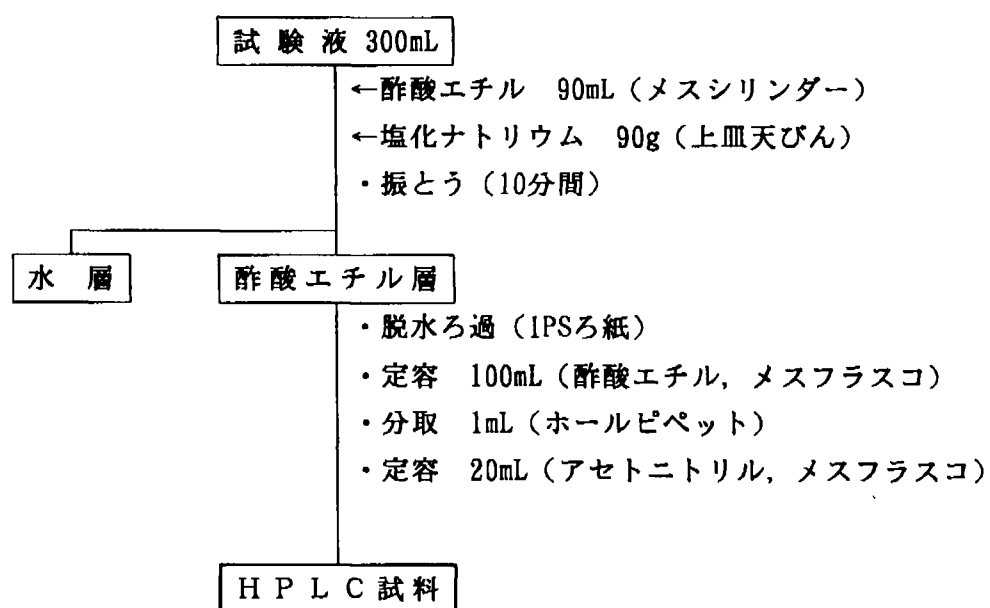 試験液 300mL
←酢酸エチル 90mL(メスシリンダー)
←塩化ナトリウム 90g(上皿天びん)
・振とう(10分間)
水層
酢酸エチル層
・脱水ろ過(1PSろ紙)
・定容 100mL(酢酸エチル, メスフラスコ)
・分取 1mL(ホールピペット)
・定容 20mL(アセトニトリル, メスフラスコ)
HPLC試料